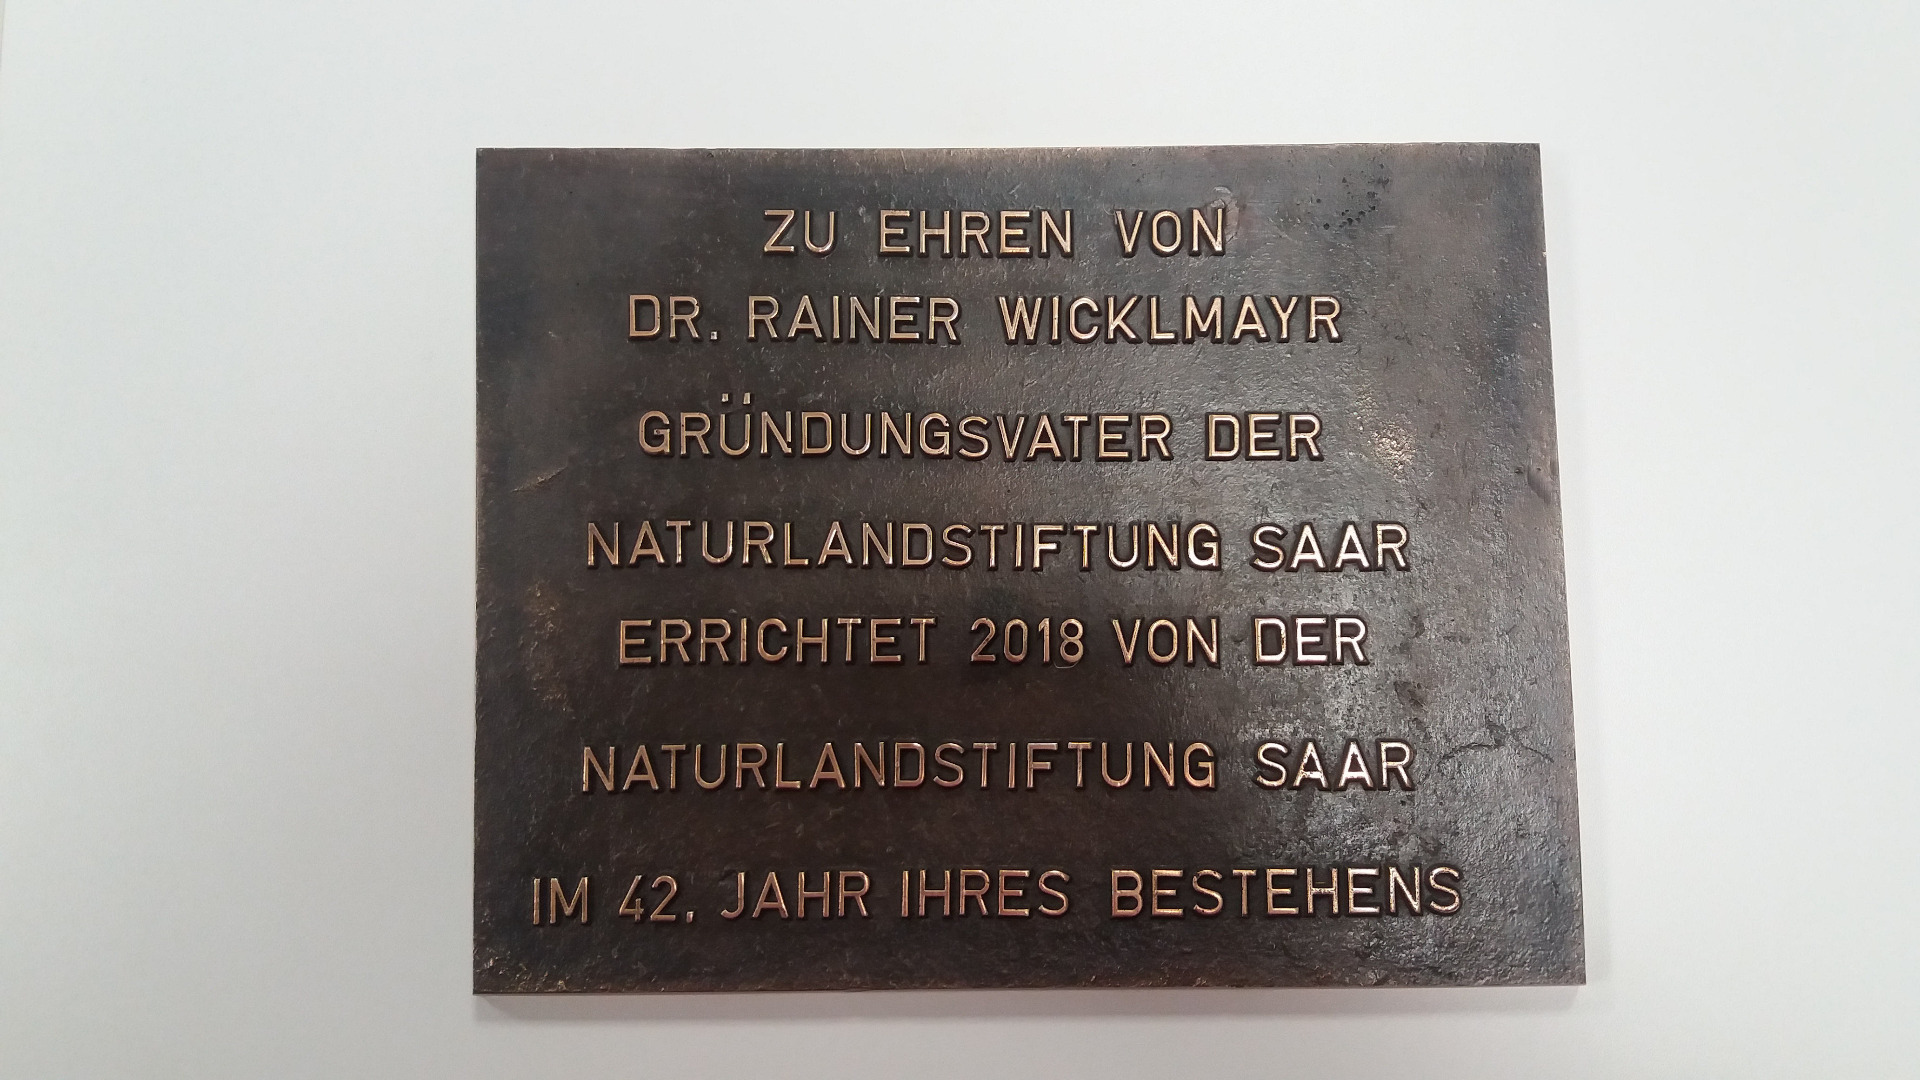 ZU EHREN VON
DR. RAINER WICKLMAYR
GRÜNDUNGSVATER DER
NATURLANDSTIFTUNG SAAR
ERRICHTET 2018 VON DER
NATURLANDSTIFTUNG SAAR
IM 42. JAHR IHRES BESTEHENS